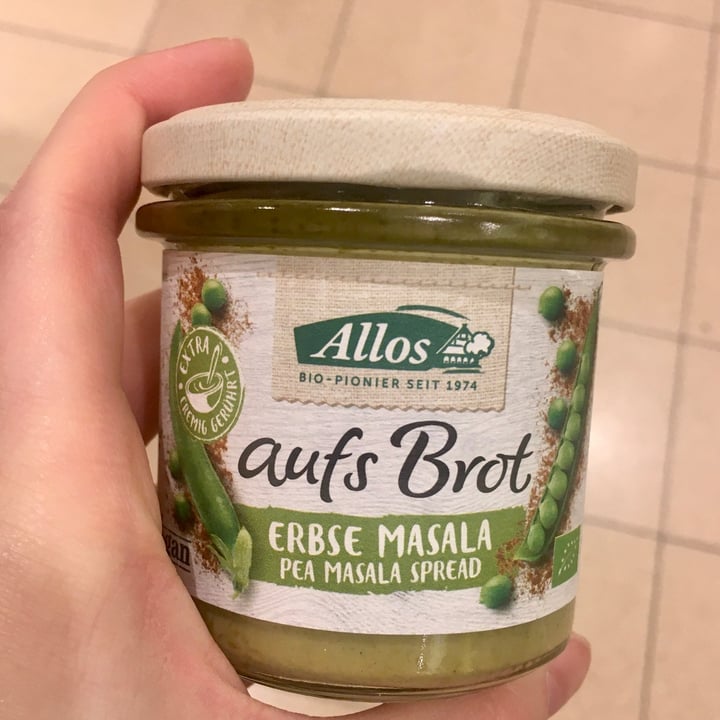 Allos
BIO-PIONIER SEIT 1974
EXTRA
CREMIG GERÜHRT
aufs Brot
ERBSE MASALA
PEA MASALA SPREAD